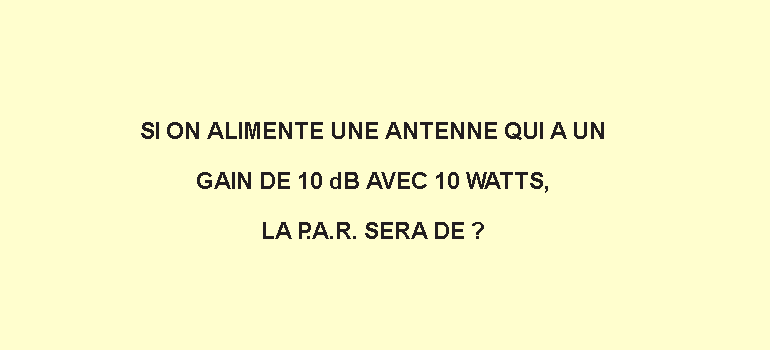 SI ON ALIMENTE UNE ANTENNE QUI A UN
GAIN DE 10 dB AVEC 10 WATTS,
LA P.A.R. SERA DE ?